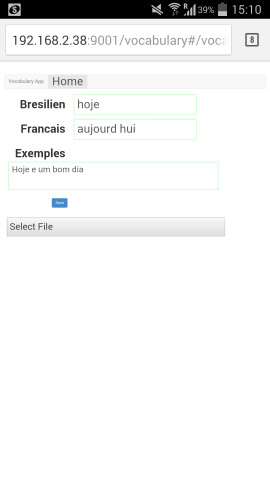 39% 15:10
192.168.2.38:9001/vocabulary#/voca
8
Vocabulary App Home
Bresilien hoje
Francais aujourd hui
Exemples
Hoje e um bom dia
Save
Select File